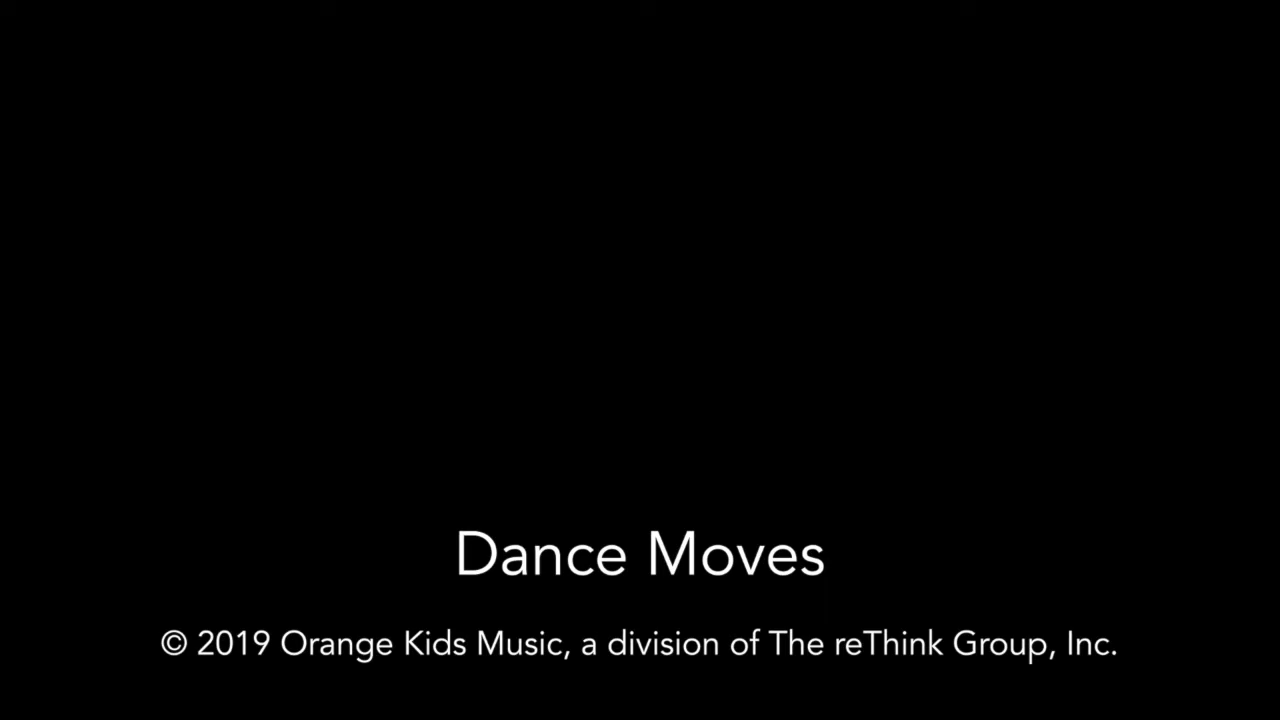 Dance Moves
© 2019 Orange Kids Music, a division of The reThink Group, Inc.